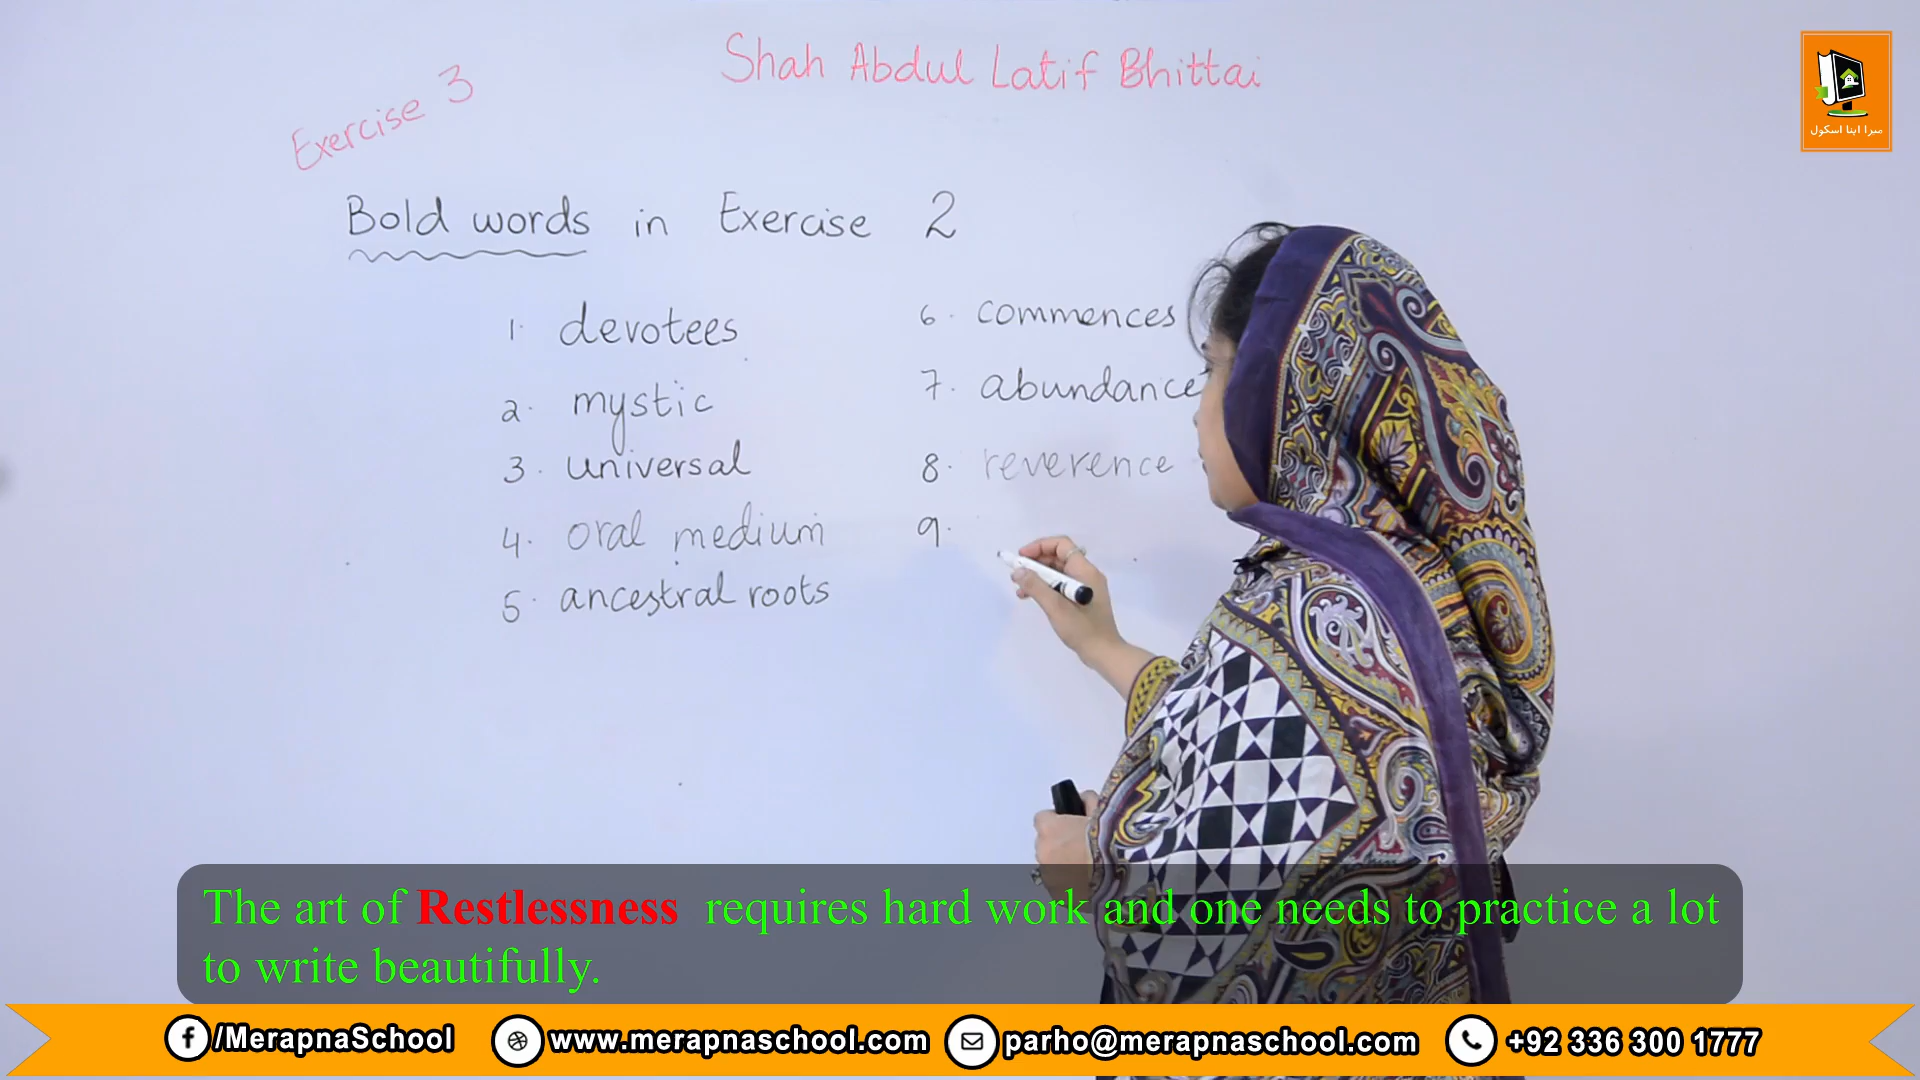 Shah Abdul Latif Bhittai
Exercise 3
Bold words in Exercise 2
1. devotees
2. mystic
3. universal
4. oral medium
5. ancestral roots
6. commences
7. abundance
8. reverence
9.
میرا اپنا اسکول
The art of Restlessness requires hard work and one needs to practice a lot
to write beautifully.
/MerapnaSchool
www.merapnaschool.com
parho@merapnaschool.com
+92 336 300 1777